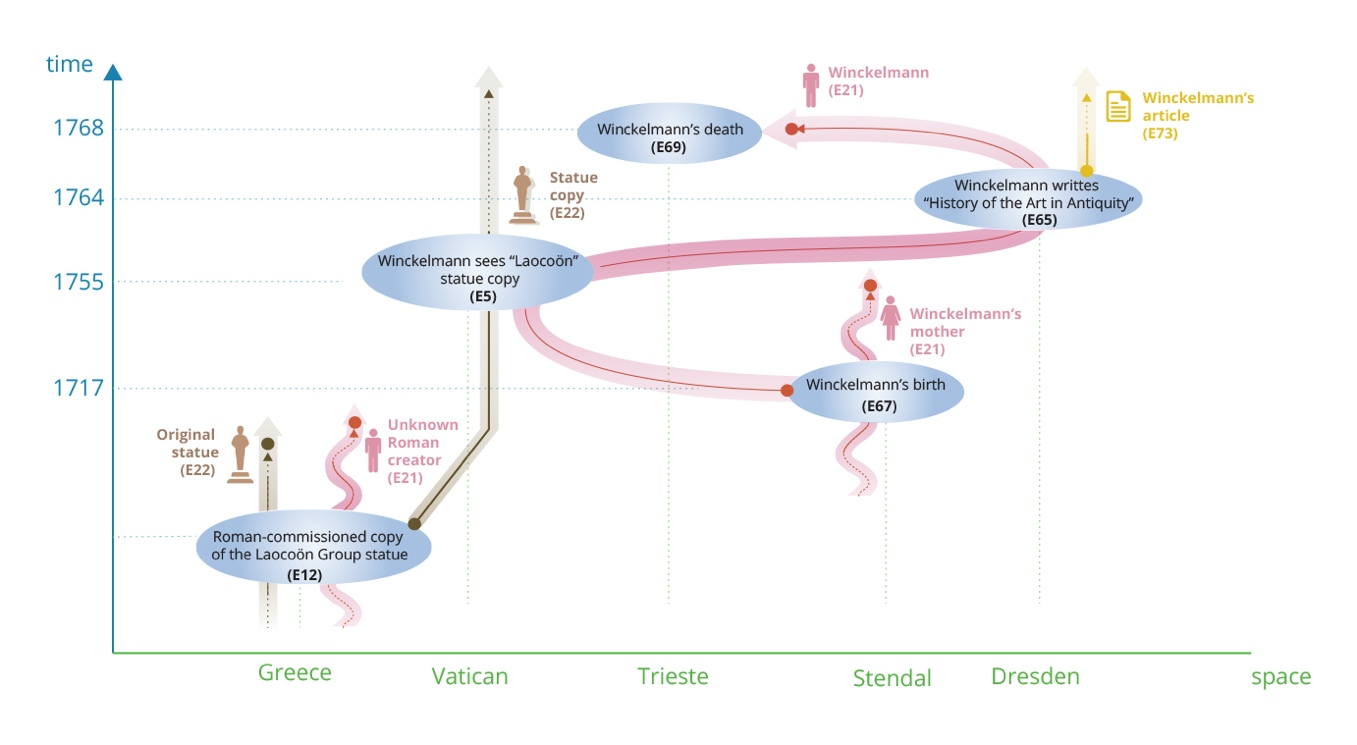 time
1768
1764
1755
1717
Winckelmann
(E21)
Winckelmann's
article
(E73)
Winckelmann's death
(E69)
Winckelmann writtes
“History of the Art in Antiquity”
(E65)
Statue
copy
(E22)
Winckelmann sees “Laocoön”
statue copy
(E5)
Winckelmann's
mother
(E21)
Winckelmann's birth
(E67)
Original
statue
(E22)
Unknown
Roman
creator
(E21)
Roman-commissioned copy
of the Laocoön Group statue
(E12)
Greece
Vatican
Trieste
Stendal
Dresden
space